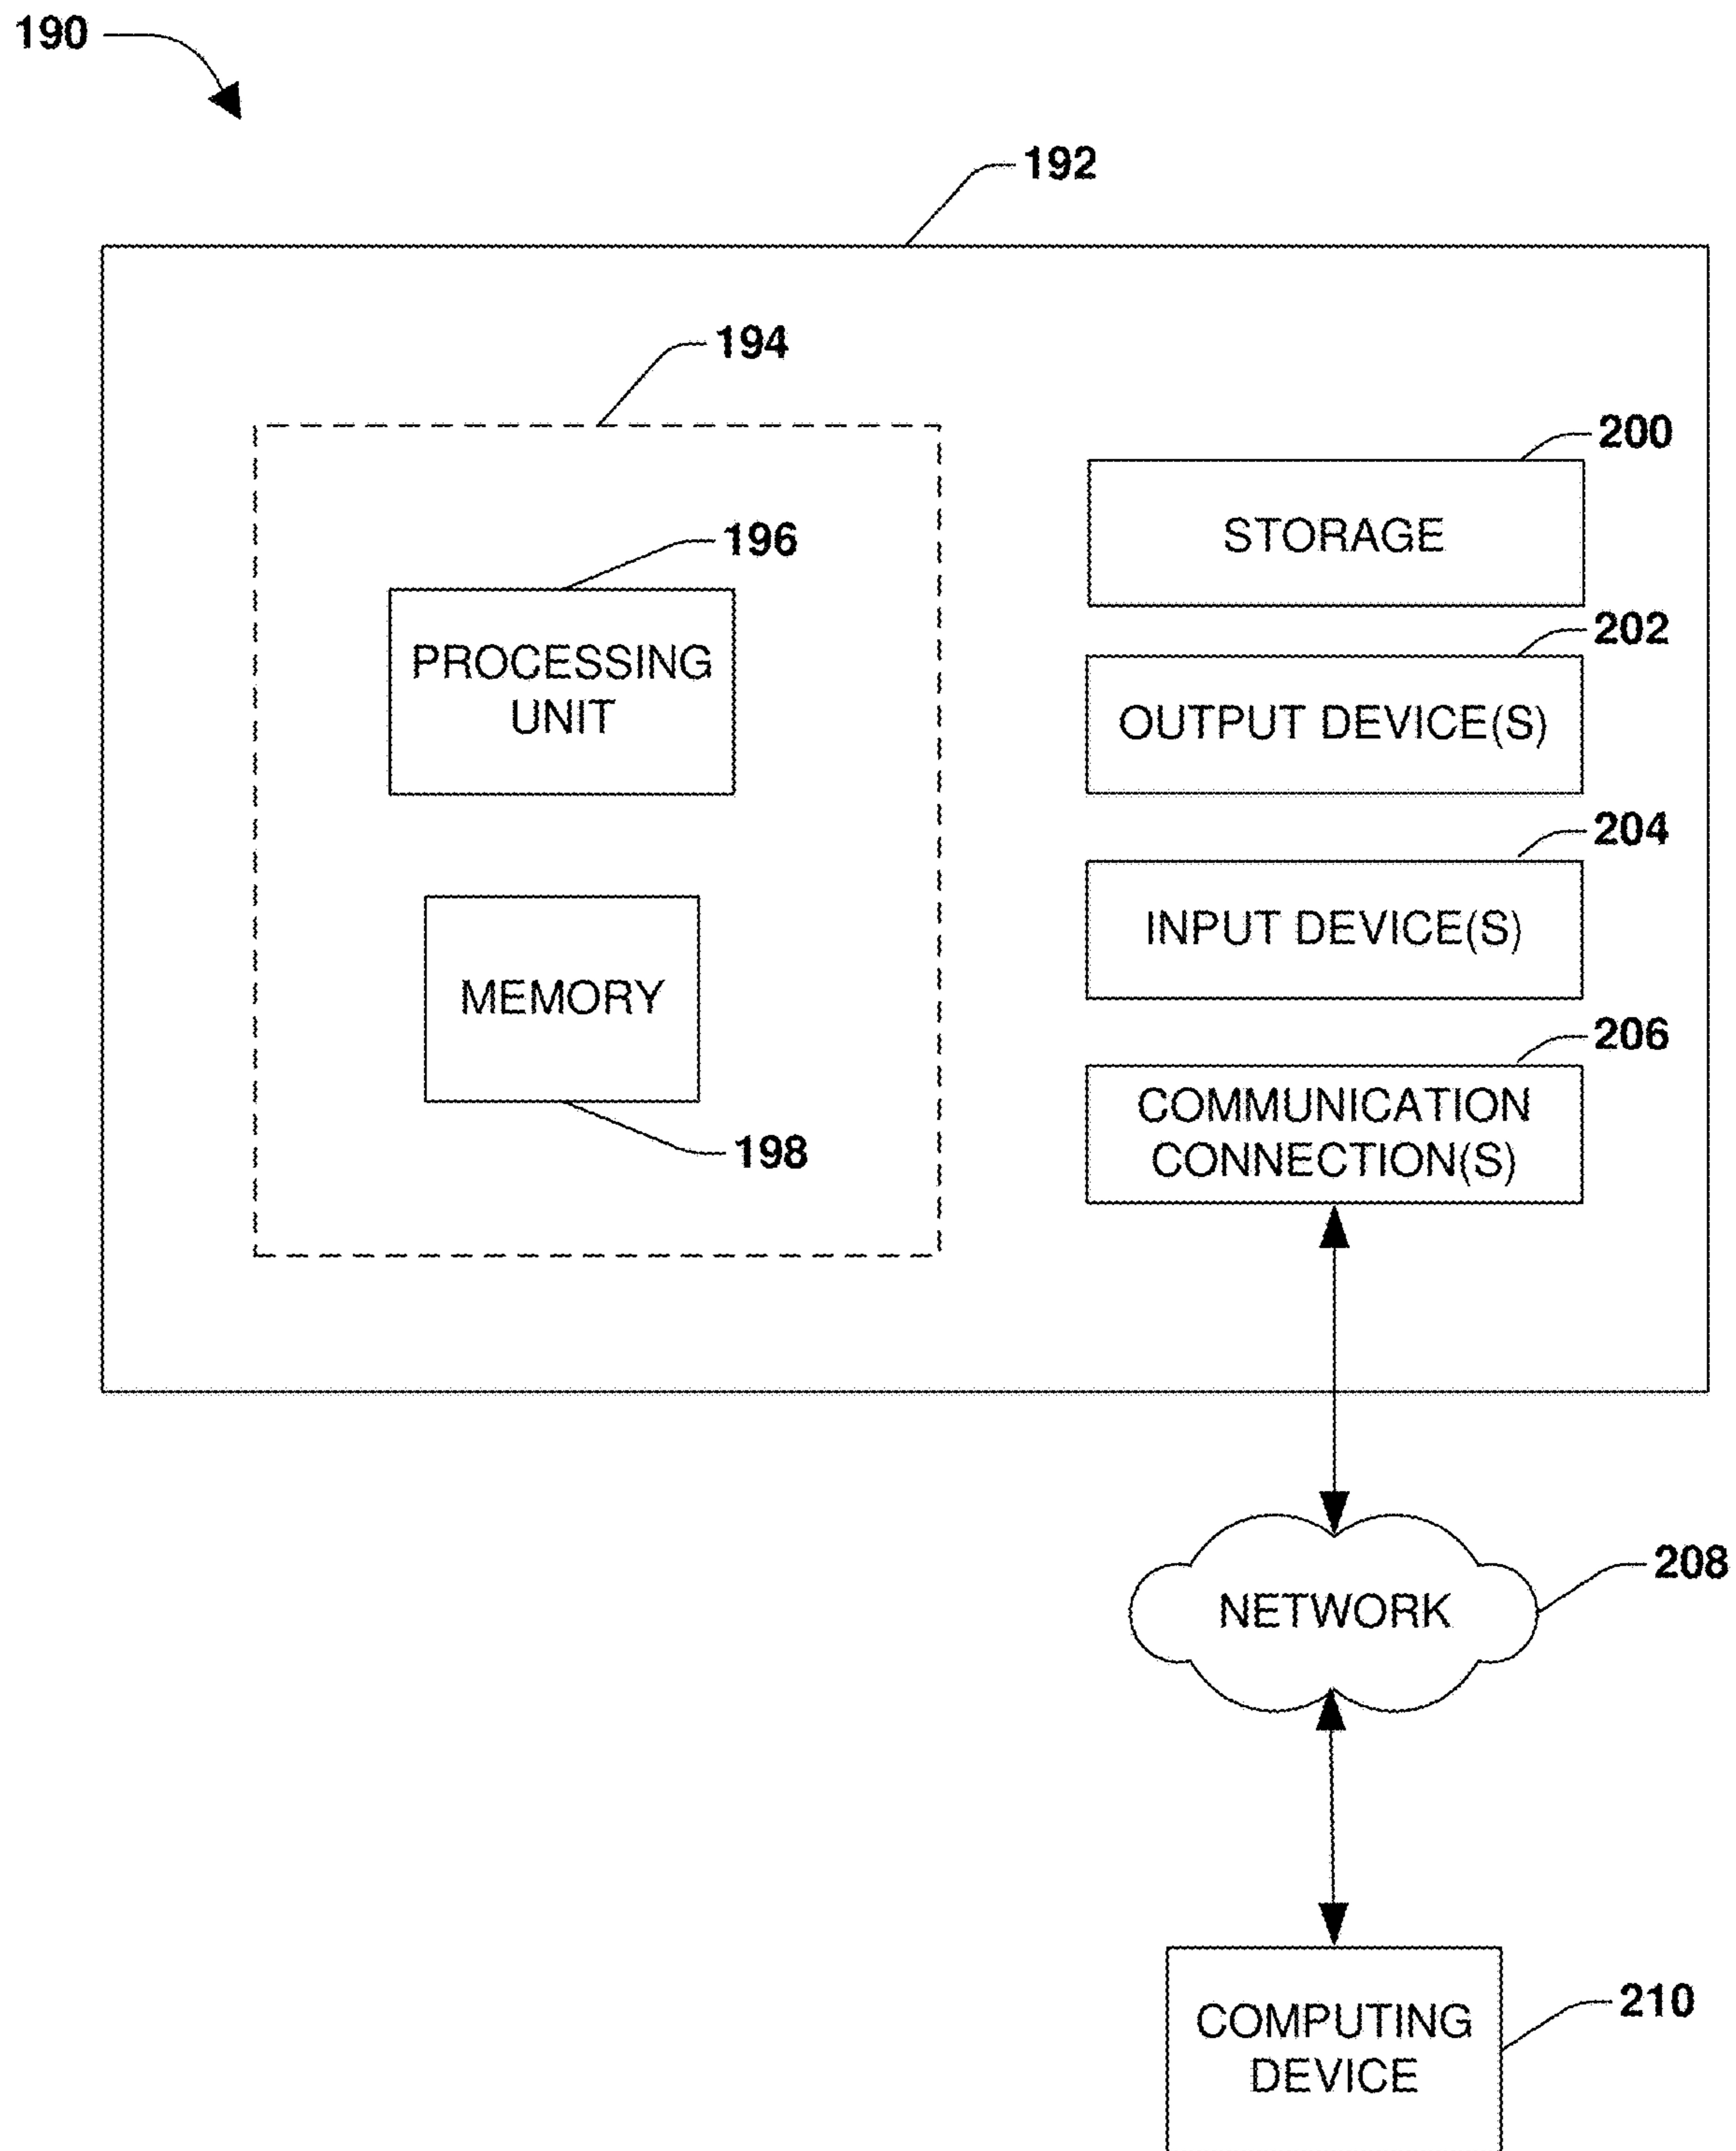 190
192
194
200
STORAGE
196
202
PROCESSING
UNIT
OUTPUT DEVICE(S)
204
INPUT DEVICE(S)
MEMORY
206
COMMUNICATION
CONNECTION(S)
198
208
NETWORK
210
COMPUTING
DEVICE